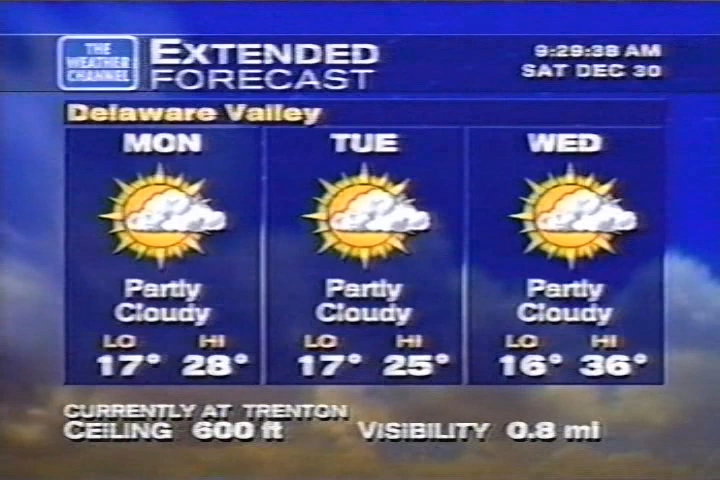 THE
WEATHER
CHANNEL
EXTENDED
FORECAST
9:29:38 AM
SAT DEC 30
Delaware Valley
MON TUE WED
Partly Partly Partly
Cloudy Cloudy Cloudy
LO HI LO HI LO HI
17° 28° 17° 25° 16° 36°
CURRENTLY AT TRENTON
CEILING 600 ft VISIBILITY 0.8 mi